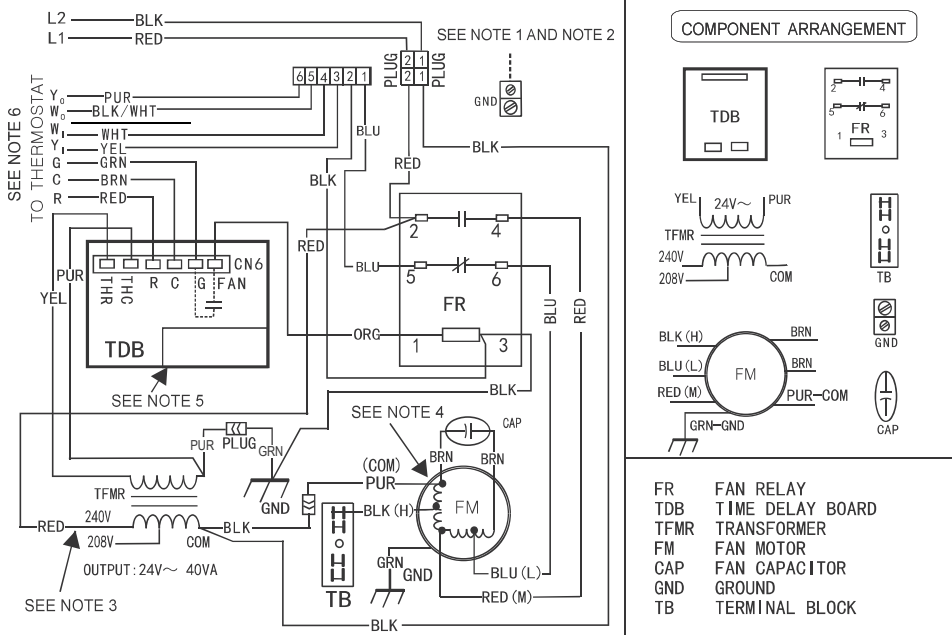 L2 BLK
L1 RED
SEE NOTE 1 AND NOTE 2
PLUG 2 1 PLUG
2 1
6 5 4 3 2 1
GND
SEE NOTE 6
TO THERMOSTAT
Y₀ PUR
W₀ BLK/WHT
W₁ WHT
Y₁ YEL
G GRN
C BRN
R RED
BLU
BLK
RED
BLK
RED
2 4
BLU
5 6
FR
ORG
1 3
BLU
RED
PUR
YEL
CN6
THR THC R C G FAN
TDB
SEE NOTE 5
BLK
SEE NOTE 4
CAP
PUR PLUG GRN
BRN BRN
(COM)
PUR
TFMR
GND
BLK (H)
FM
RED 240V BLK
208V COM
OUTPUT:24V～ 40VA
GRN GND
BLU (L)
RED (M)
TB
SEE NOTE 3
BLK
COMPONENT ARRANGEMENT
TDB
2 4
5 6
1 FR 3
YEL 24V～ PUR
TFMR
240V
208V COM
TB
GND
BLK (H) BRN
BLU (L) FM BRN
RED (M) PUR-COM
GRN-GND
CAP
FR FAN RELAY
TDB TIME DELAY BOARD
TFMR TRANSFORMER
FM FAN MOTOR
CAP FAN CAPACITOR
GND GROUND
TB TERMINAL BLOCK